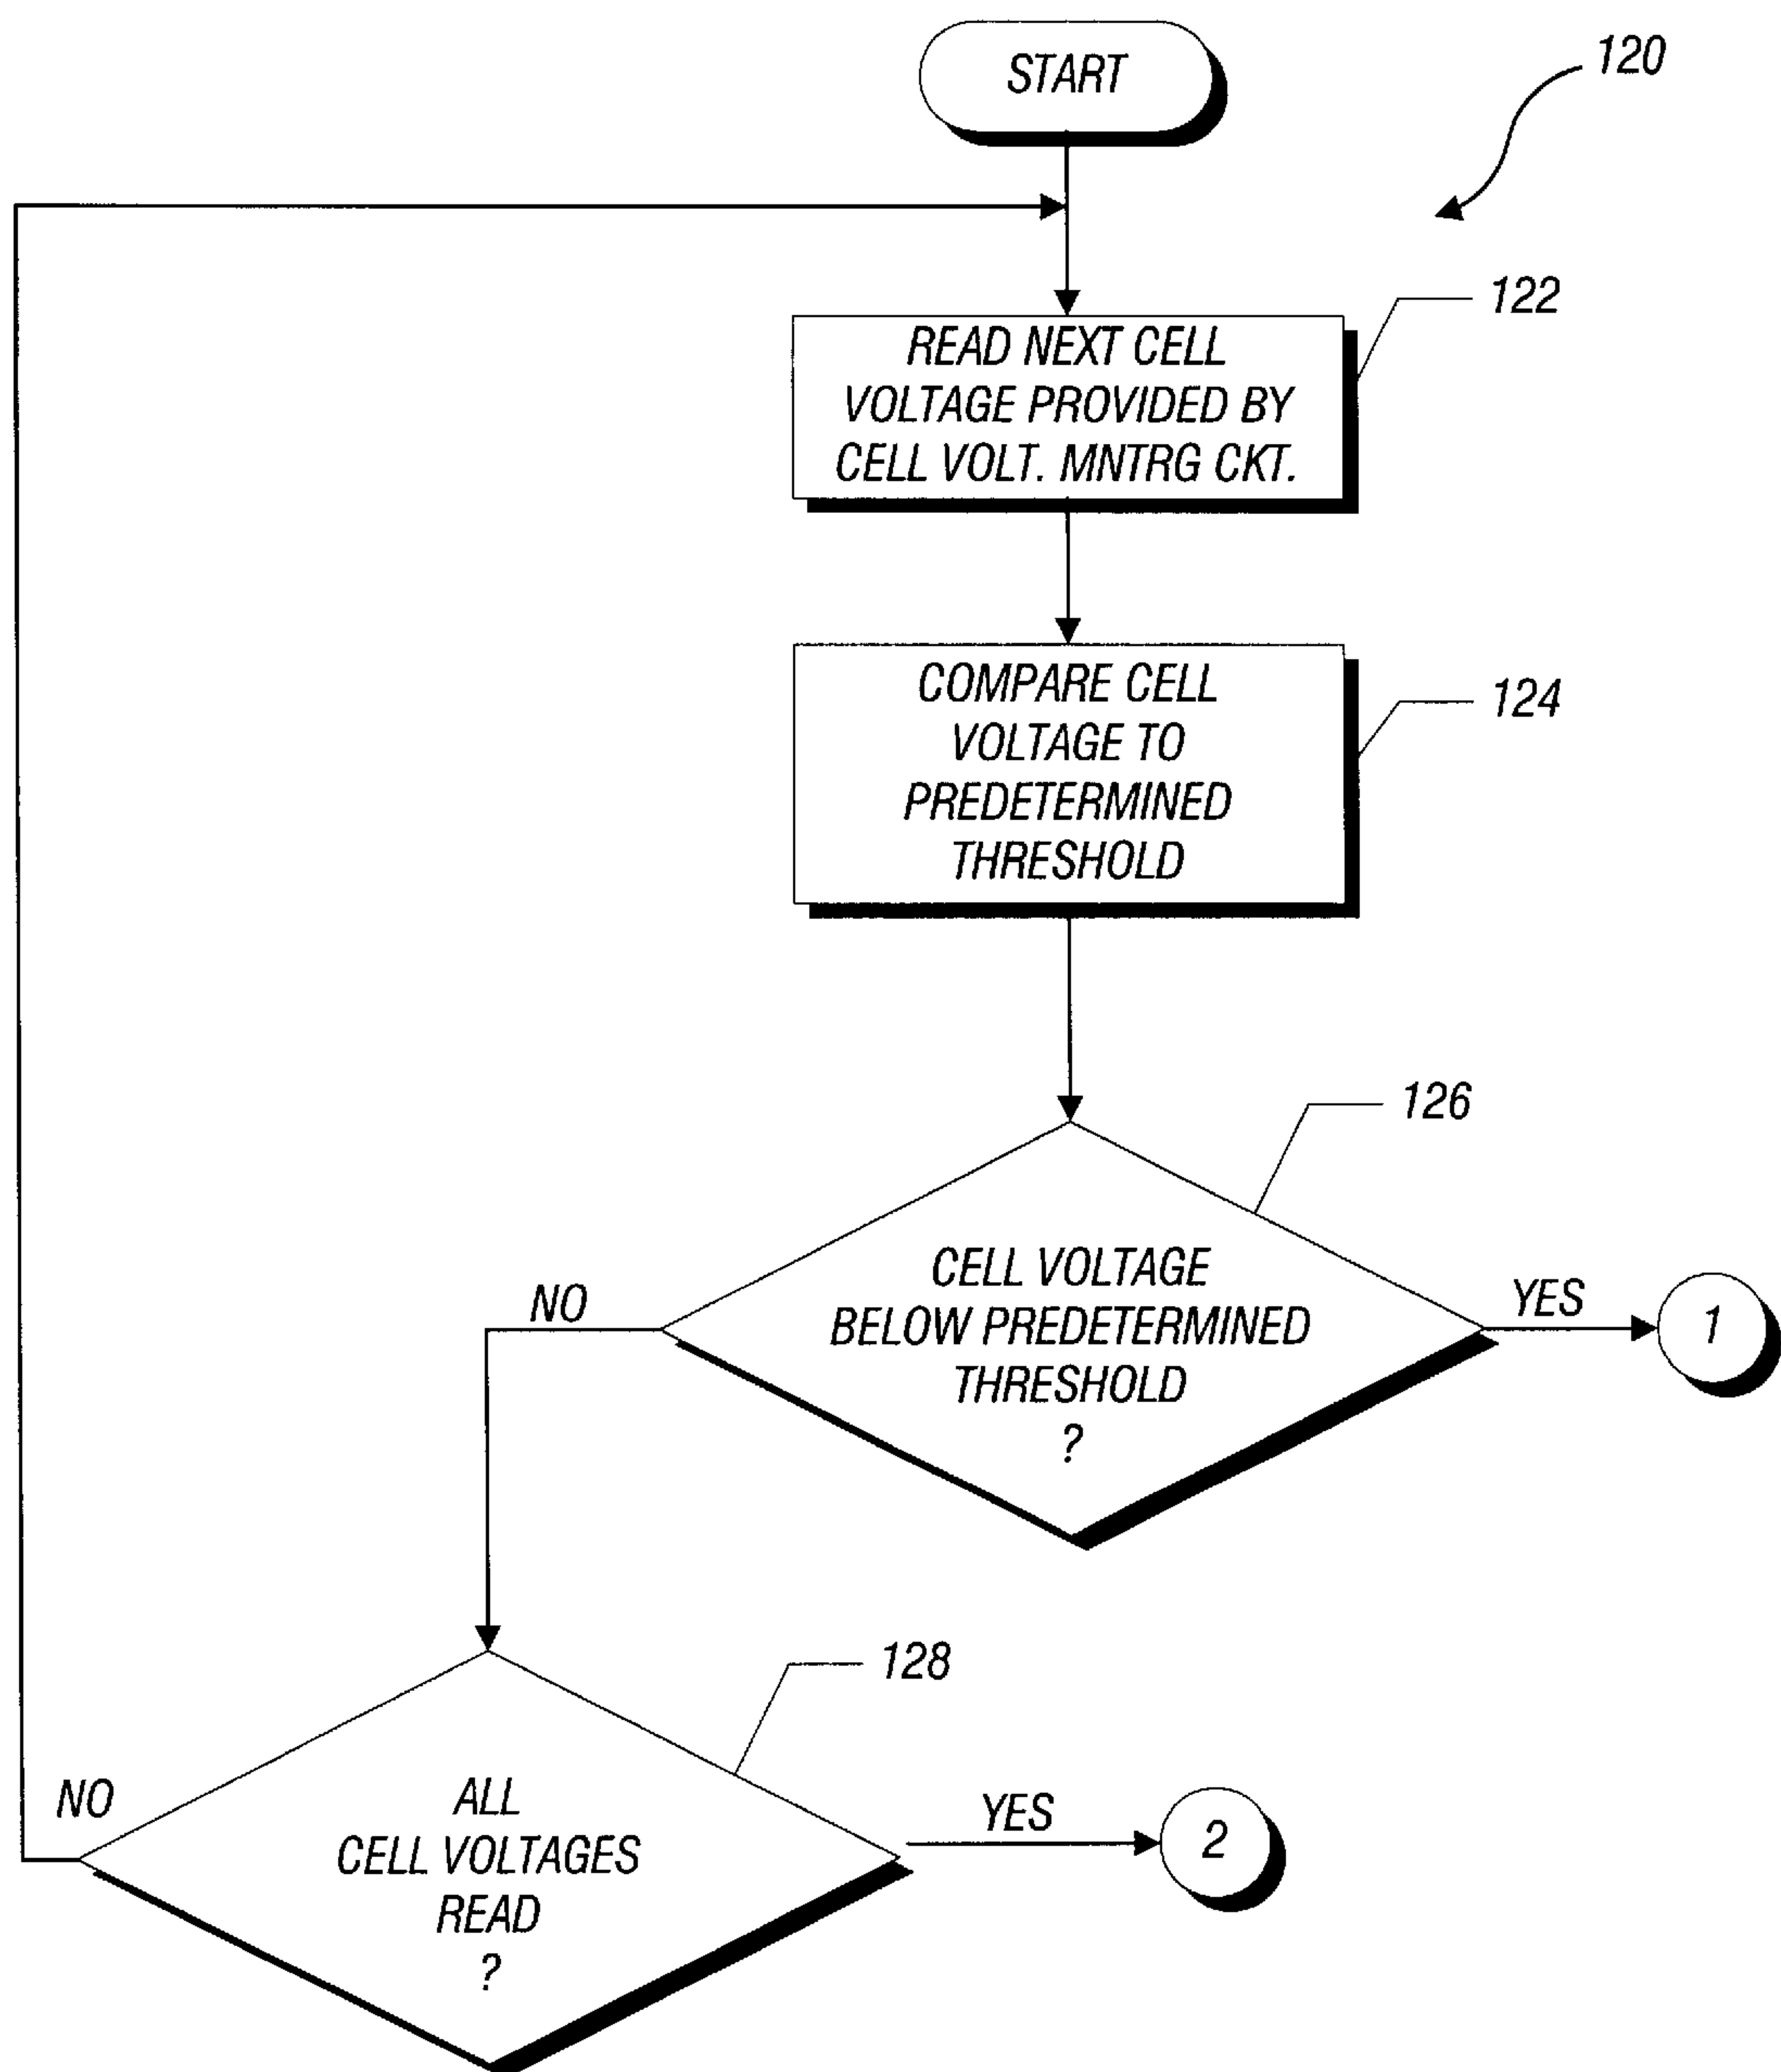 START
120
READ NEXT CELL
VOLTAGE PROVIDED BY
CELL VOLT. MNTRG CKT.
122
COMPARE CELL
VOLTAGE TO
PREDETERMINED
THRESHOLD
124
126
CELL VOLTAGE
BELOW PREDETERMINED
THRESHOLD
?
NO
YES
1
128
ALL
CELL VOLTAGES
READ
?
NO
YES
2